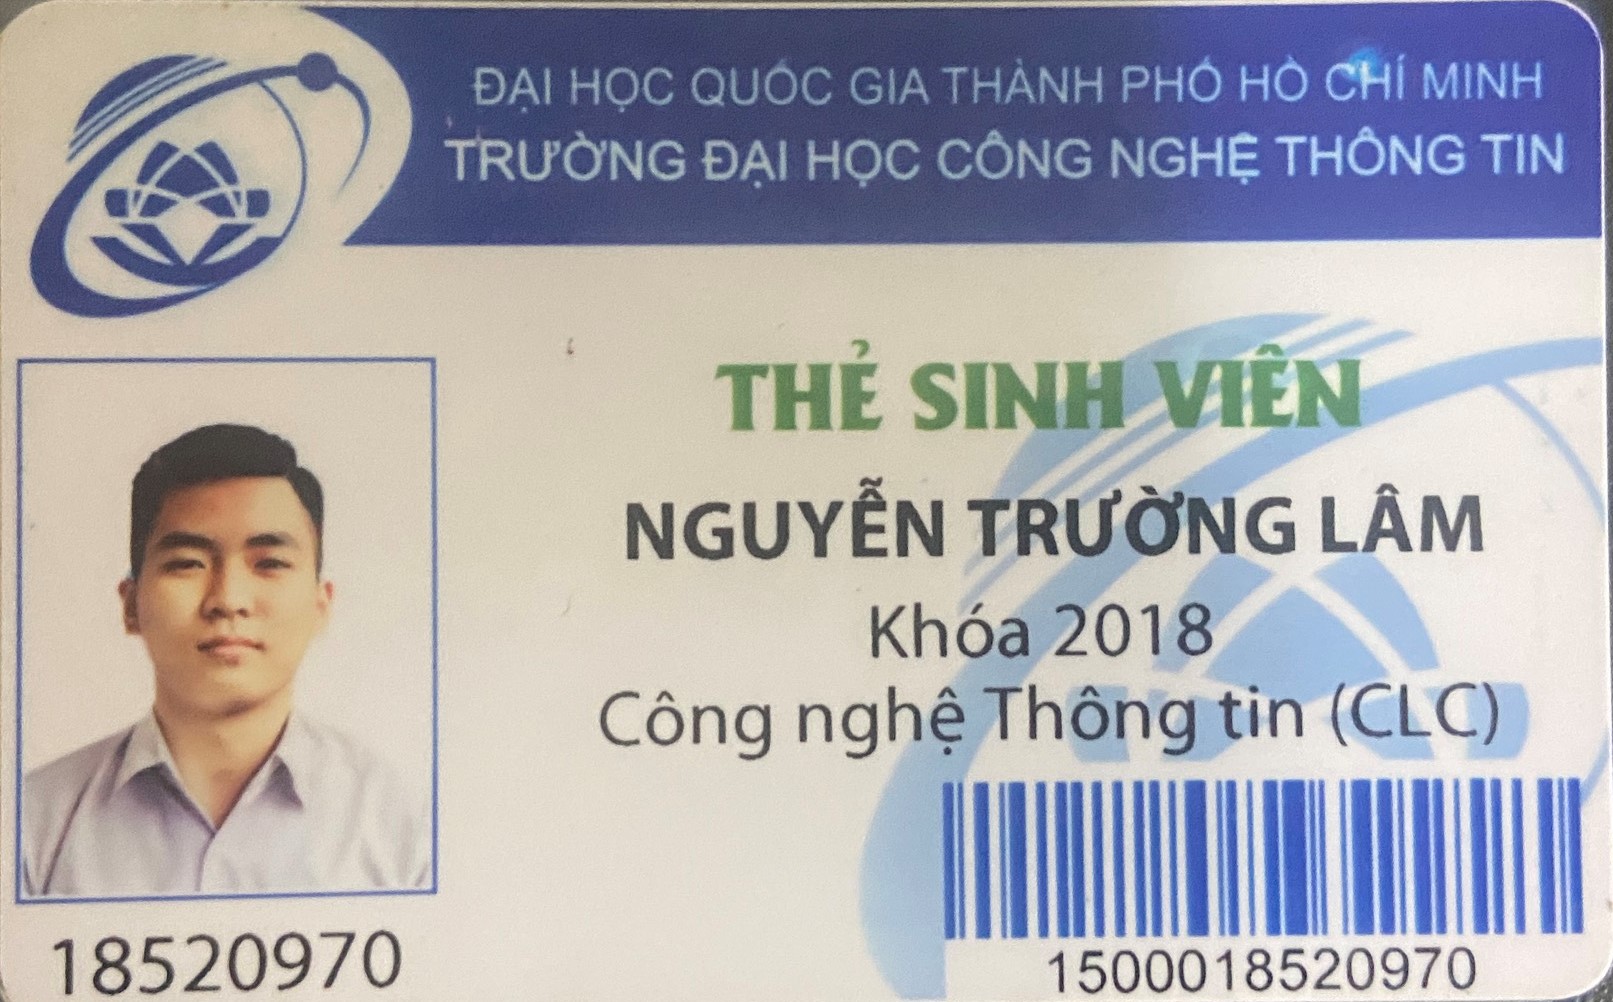 ĐẠI HỌC QUỐC GIA THÀNH PHỐ HỒ CHÍ MINH
TRƯỜNG ĐẠI HỌC CÔNG NGHỆ THÔNG TIN
THẺ SINH VIÊN
NGUYỄN TRƯỜNG LÂM
Khóa 2018
Công nghệ Thông tin (CLC)
18520970
1500018520970